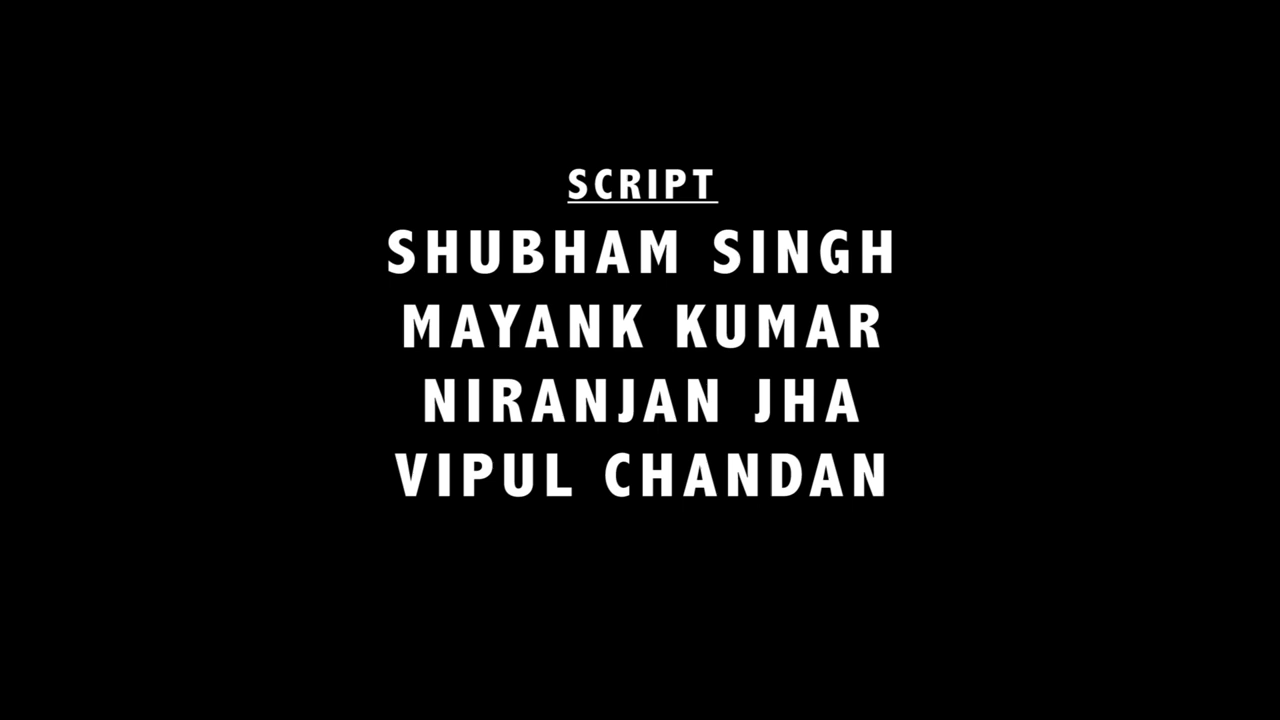 SCRIPT
SHUBHAM SINGH
MAYANK KUMAR
NIRANJAN JHA
VIPUL CHANDAN